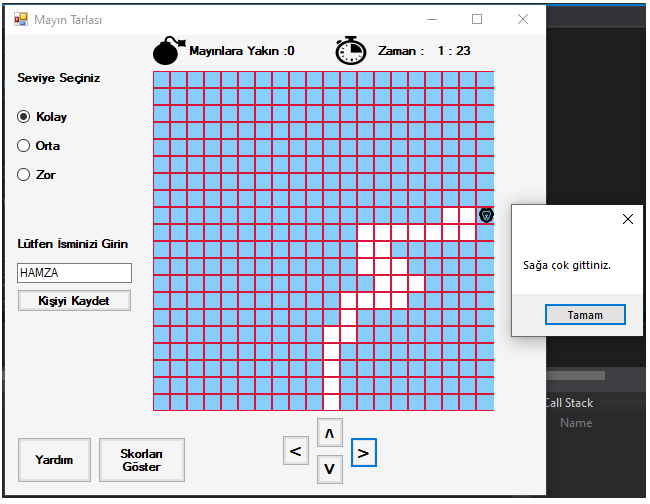 Mayın Tarlası
Mayınlara Yakın :0
Zaman : 1 : 23
Seviye Seçiniz
Kolay
Orta
Zor
Lütfen İsminizi Girin
HAMZA
Kişiyi Kaydet
Sağa çok gittiniz.
Tamam
Call Stack
Name
Yardım
Skorları
Göster
<
Λ
V
>